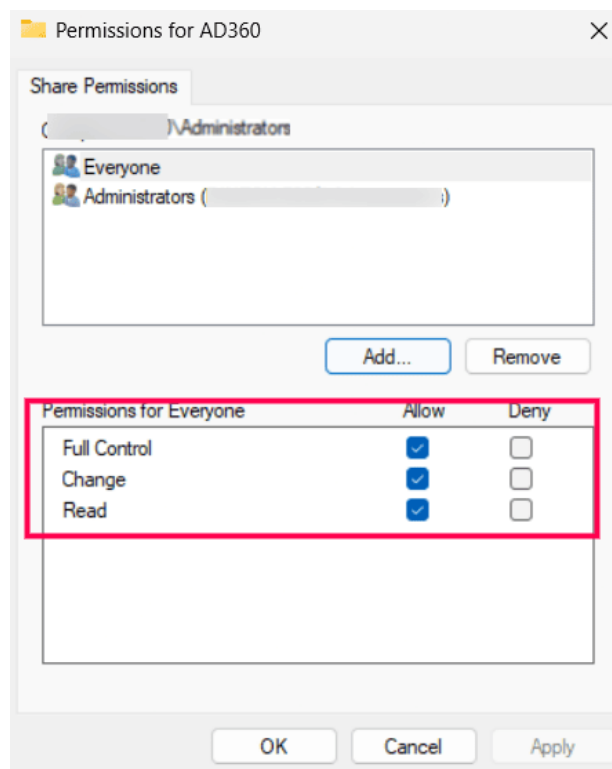 Permissions for AD360
Share Permissions
\Administrators
Everyone
Administrators (
)
Add...
Remove
Permissions for Everyone Allow Deny
Full Control
Change
Read
OK
Cancel
Apply